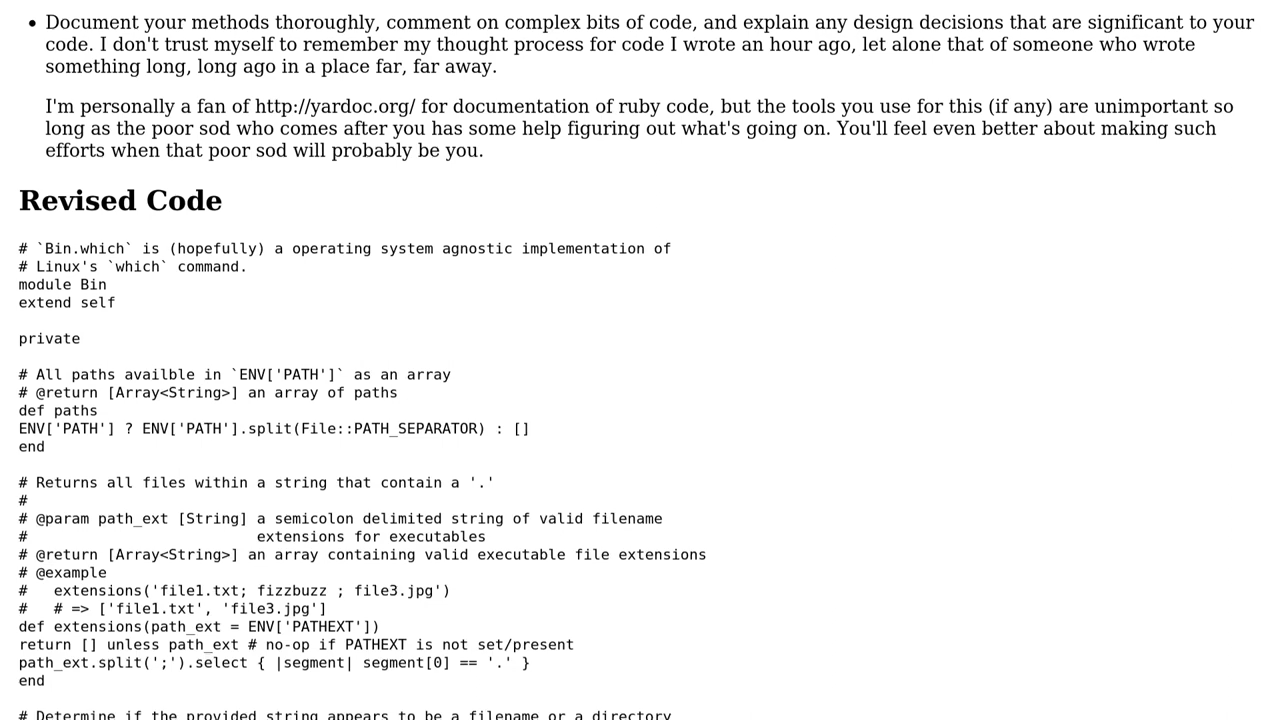 Document your methods thoroughly, comment on complex bits of code, and explain any design decisions that are significant to your
code. I don't trust myself to remember my thought process for code I wrote an hour ago, let alone that of someone who wrote
something long, long ago in a place far, far away.
I'm personally a fan of http://yardoc.org/ for documentation of ruby code, but the tools you use for this (if any) are unimportant so
long as the poor sod who comes after you has some help figuring out what's going on. You'll feel even better about making such
efforts when that poor sod will probably be you.
Revised Code
# `Bin.which` is (hopefully) a operating system agnostic implementation of
# Linux's `which` command.
module Bin
extend self
private
# All paths availble in `ENV['PATH']` as an array
# @return [Array<String>] an array of paths
def paths
ENV['PATH'] ? ENV['PATH'].split(File::PATH_SEPARATOR) : []
end
# Returns all files within a string that contain a '.'
#
# @param path_ext [String] a semicolon delimited string of valid filename
#                          extensions for executables
# @return [Array<String>] an array containing valid executable file extensions
# @example
#   extensions('file1.txt; fizzbuzz ; file3.jpg')
#   # => ['file1.txt', 'file3.jpg']
def extensions(path_ext = ENV['PATHEXT'])
return [] unless path_ext # no-op if PATHEXT is not set/present
path_ext.split(';').select { |segment| segment[0] == '.' }
end
# Determine if the provided string appears to be a filename or a directory